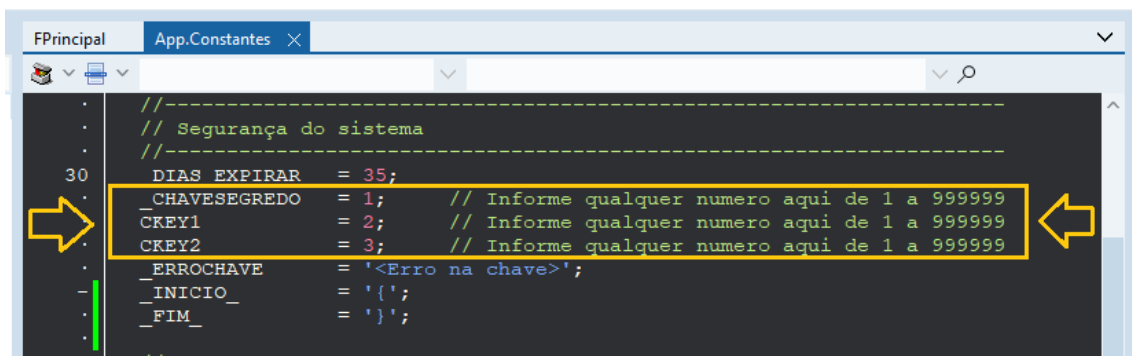 FPrincipal App.Constantes
//--------------------------------------------------------------------
// Segurança do sistema
//--------------------------------------------------------------------
30 _DIAS_EXPIRAR = 35;
_CHAVESEGREDO = 1; // Informe qualquer numero aqui de 1 a 999999
CKEY1 = 2; // Informe qualquer numero aqui de 1 a 999999
CKEY2 = 3; // Informe qualquer numero aqui de 1 a 999999
_ERROCHAVE = '<Erro na chave>';
_INICIO_ = '{';
_FIM_ = '}';